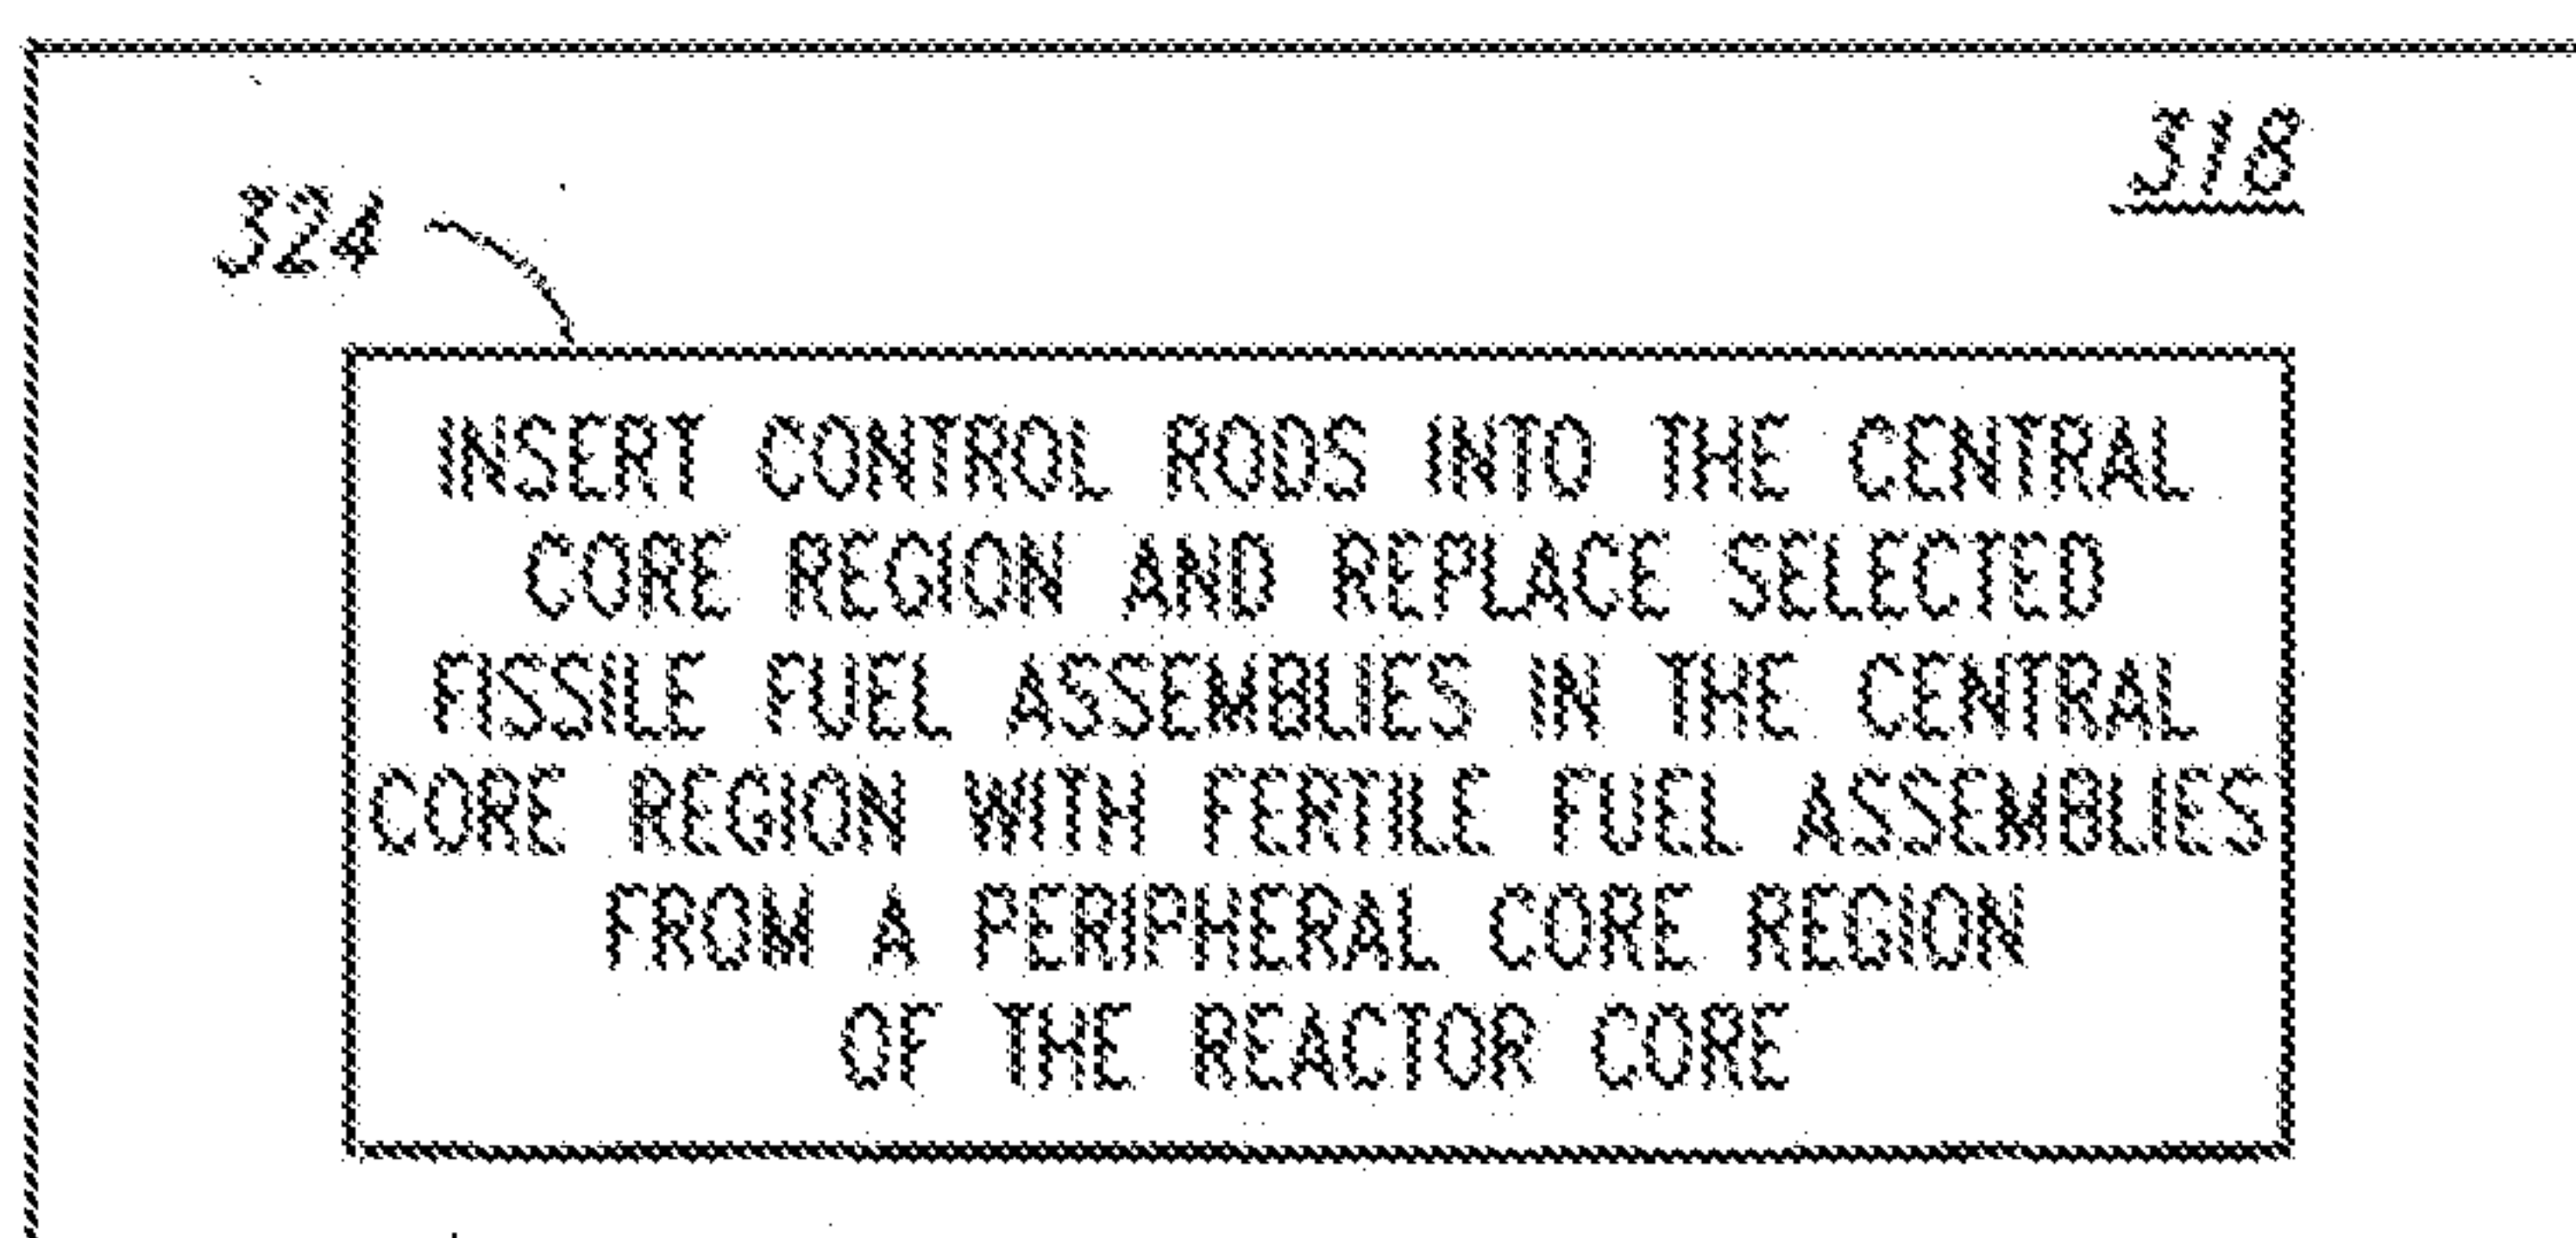 318
324
INSERT CONTROL RODS INTO THE CENTRAL
CORE REGION AND REPLACE SELECTED
FISSILE FUEL ASSEMBLIES IN THE CENTRAL
CORE REGION WITH FERTILE FUEL ASSEMBLIES
FROM A PERIPHERAL CORE REGION
OF THE REACTOR CORE